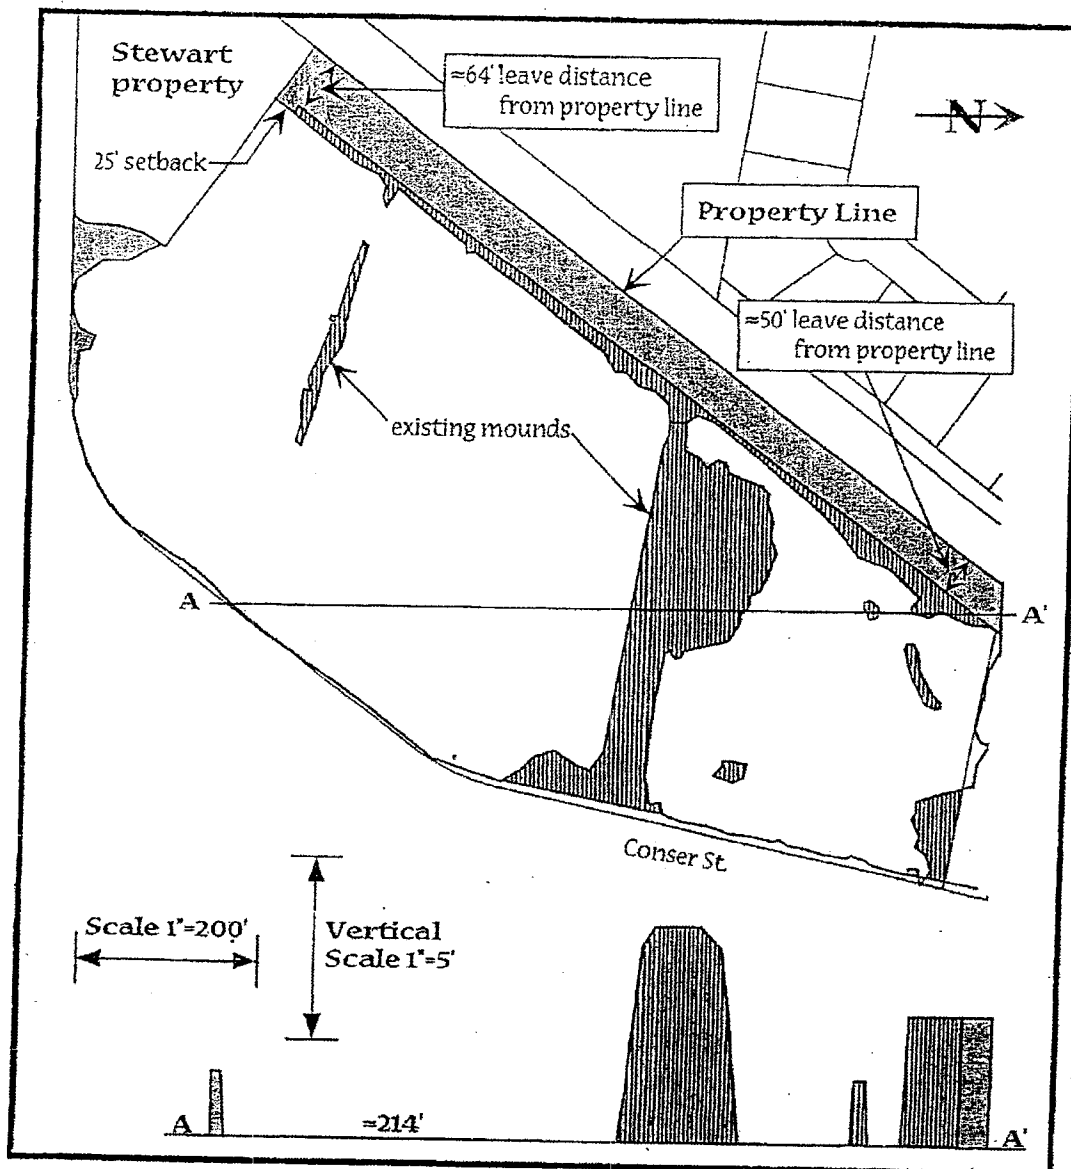 Stewart
property
≈64' leave distance
from property line
N
25' setback
Property Line
≈50' leave distance
from property line
existing mounds
A
A'
Conser St.
Scale 1"=200'
Vertical
Scale 1"=5'
A
≈214'
A'